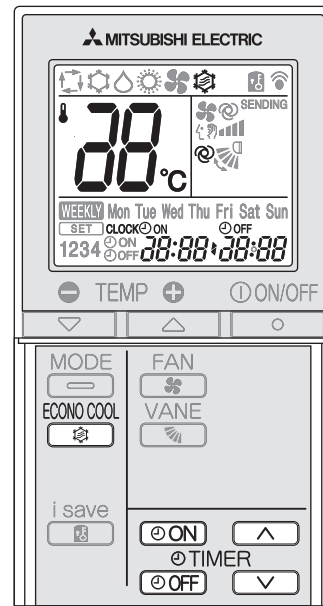 MITSUBISHI ELECTRIC
SENDING
88 °C
WEEKLY Mon Tue Wed Thu Fri Sat Sun
SET CLOCK ON OFF
1234 ON 88:88 88:88
OFF
TEMP ON/OFF
MODE FAN
ECONO COOL VANE
i save
ON
TIMER
OFF